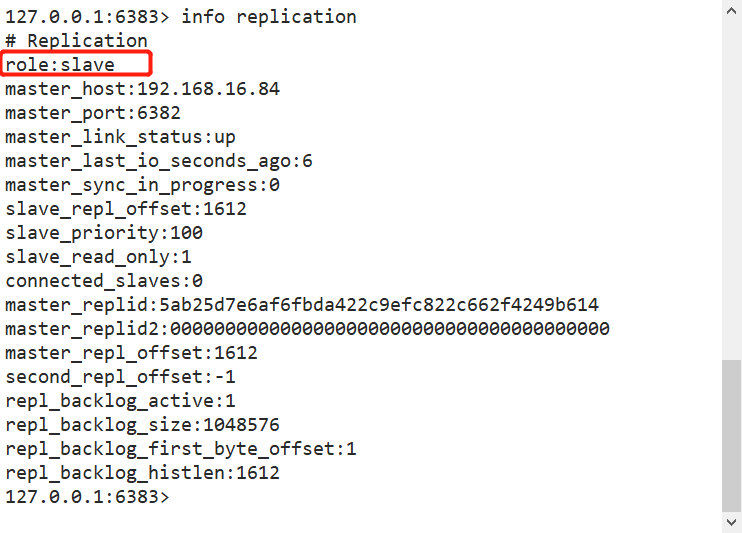 127.0.0.1:6383> info replication
# Replication
role:slave
master_host:192.168.16.84
master_port:6382
master_link_status:up
master_last_io_seconds_ago:6
master_sync_in_progress:0
slave_repl_offset:1612
slave_priority:100
slave_read_only:1
connected_slaves:0
master_replid:5ab25d7e6af6fbda422c9efc822c662f4249b614
master_replid2:0000000000000000000000000000000000000000
master_repl_offset:1612
second_repl_offset:-1
repl_backlog_active:1
repl_backlog_size:1048576
repl_backlog_first_byte_offset:1
repl_backlog_histlen:1612
127.0.0.1:6383>